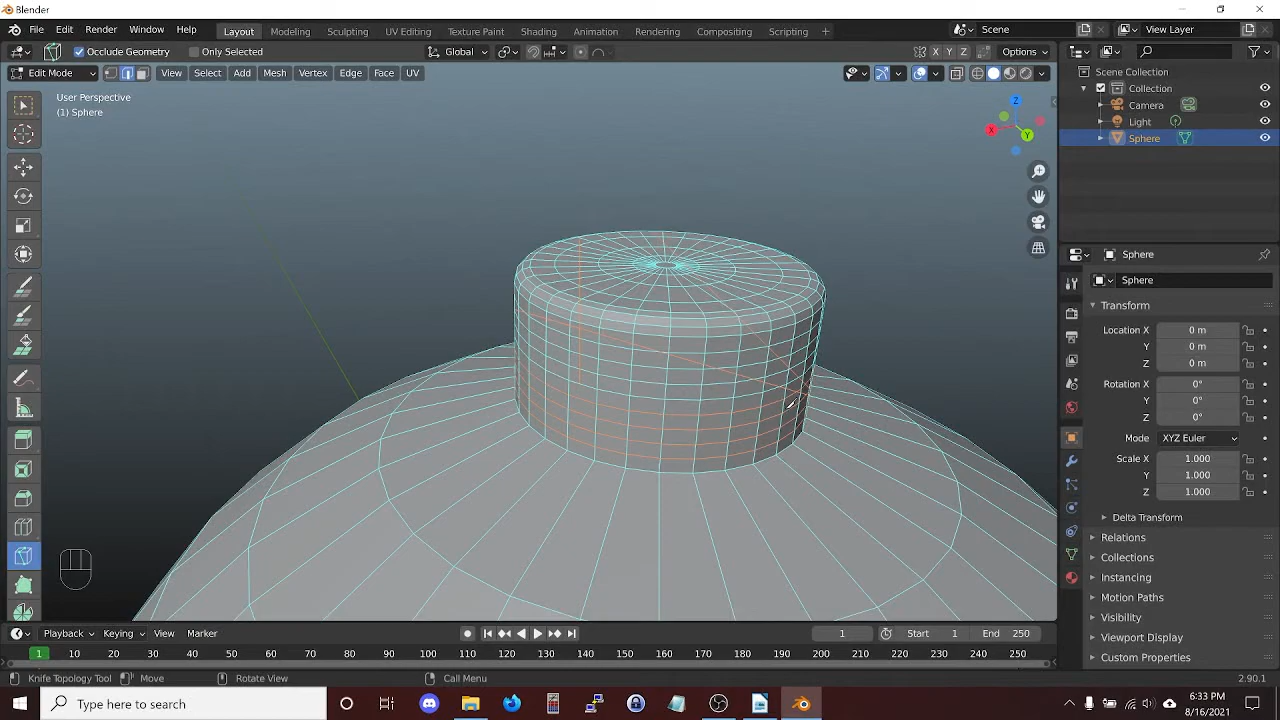 Blender
File Edit Render Window Help
Layout Modeling Sculpting UV Editing Texture Paint Shading Animation Rendering Compositing Scripting +
Scene
View Layer
Occlude Geometry
Only Selected
Global
X Y Z
Options
Edit Mode
View Select Add Mesh Vertex Edge Face UV
User Perspective
(1) Sphere
Z
X
Y
Scene Collection
Collection
Camera
Light
Sphere
Sphere
Sphere
Transform
Location X 0 m
Y 0 m
Z 0 m
Rotation X 0°
Y 0°
Z 0°
Mode XYZ Euler
Scale X 1.000
Y 1.000
Z 1.000
Delta Transform
Relations
Collections
Instancing
Motion Paths
Visibility
Viewport Display
Custom Properties
Playback Keying View Marker
1
Start 1
End 250
1 10 20 30 40 50 60 70 80 90 100 110 120 130 140 150 160 170 180 190 200 210 220 230 240 250
Knife Topology Tool Move Rotate View Call Menu 2.90.1
Type here to search
6:33 PM
8/16/2021